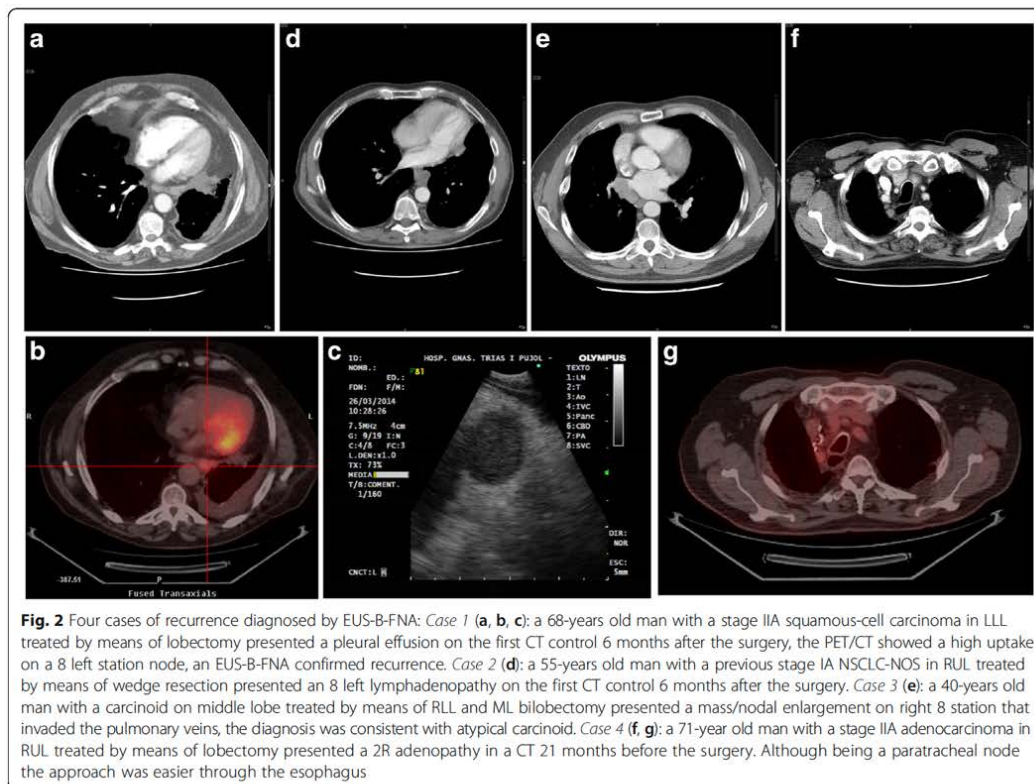 a
d
e
f
b
R
L
-387.51
P
Fused Transaxials
c
ID:
NOMB.:
ED.:
FDN: F/M:
26/03/2014
10:28:26
7.5MHz 4cm
G: 9/19 I:N
C:4/8 FC:3
L.DEN:x1.0
TX: 73%
MEDIA
T/B:COMENT.
1/160
CNCT:L
HOSP. GMAS. TRIAS I PUJOL - OLYMPUS
81
TEXTO
1:LN
2:T
3:Ao
4:IVC
5:Panc
6:CBD
7:PA
8:SVC
DIR:
NOR
ESC:
5mm
g
Fig. 2 Four cases of recurrence diagnosed by EUS-B-FNA: Case 1 (a, b, c): a 68-years old man with a stage IIA squamous-cell carcinoma in LLL
treated by means of lobectomy presented a pleural effusion on the first CT control 6 months after the surgery, the PET/CT showed a high uptake
on a 8 left station node, an EUS-B-FNA confirmed recurrence. Case 2 (d): a 55-years old man with a previous stage IA NSCLC-NOS in RUL treated
by means of wedge resection presented an 8 left lymphadenopathy on the first CT control 6 months after the surgery. Case 3 (e): a 40-years old
man with a carcinoid on middle lobe treated by means of RLL and ML bilobectomy presented a mass/nodal enlargement on right 8 station that
invaded the pulmonary veins, the diagnosis was consistent with atypical carcinoid. Case 4 (f, g): a 71-year old man with a stage IIA adenocarcinoma in
RUL treated by means of lobectomy presented a 2R adenopathy in a CT 21 months before the surgery. Although being a paratracheal node
the approach was easier through the esophagus